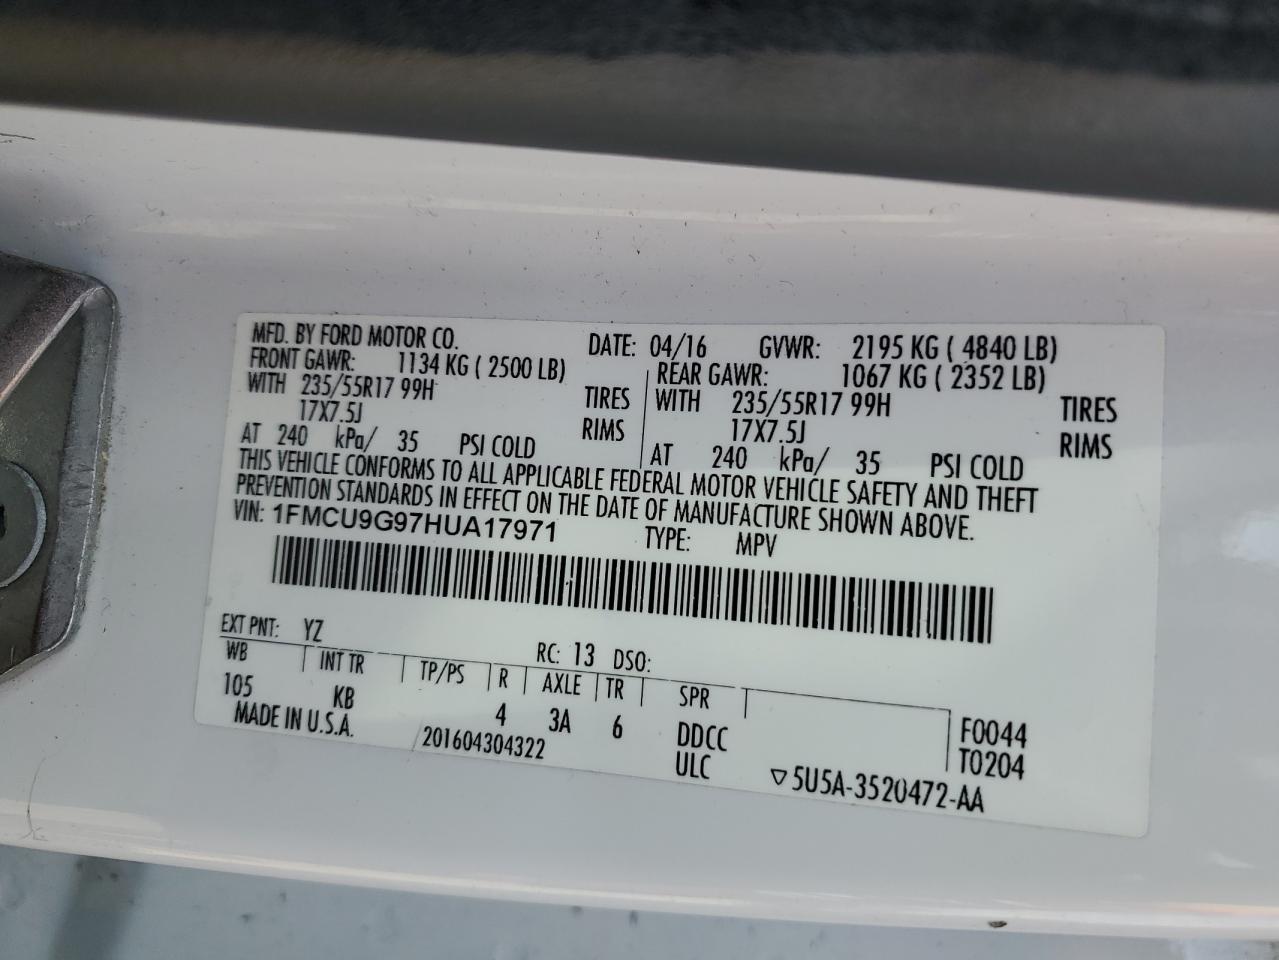 MFD. BY FORD MOTOR CO. DATE: 04/16 GVWR: 2195 KG ( 4840 LB)
FRONT GAWR: 1134 KG ( 2500 LB) REAR GAWR: 1067 KG ( 2352 LB)
WITH 235/55R17 99H TIRES WITH 235/55R17 99H TIRES
17X7.5J RIMS 17X7.5J RIMS
AT 240 kPa/ 35 PSI COLD AT 240 kPa/ 35 PSI COLD
THIS VEHICLE CONFORMS TO ALL APPLICABLE FEDERAL MOTOR VEHICLE SAFETY AND THEFT
PREVENTION STANDARDS IN EFFECT ON THE DATE OF MANUFACTURE SHOWN ABOVE.
VIN: 1FMCU9G97HUA17971 TYPE: MPV
EXT PNT: YZ RC: 13 DSO:
WB INT TR TP/PS R AXLE TR SPR
105 KB 4 3A 6 DDCC F0044
MADE IN U.S.A. 201604304322 ULC T0204
▽5U5A-3520472-AA